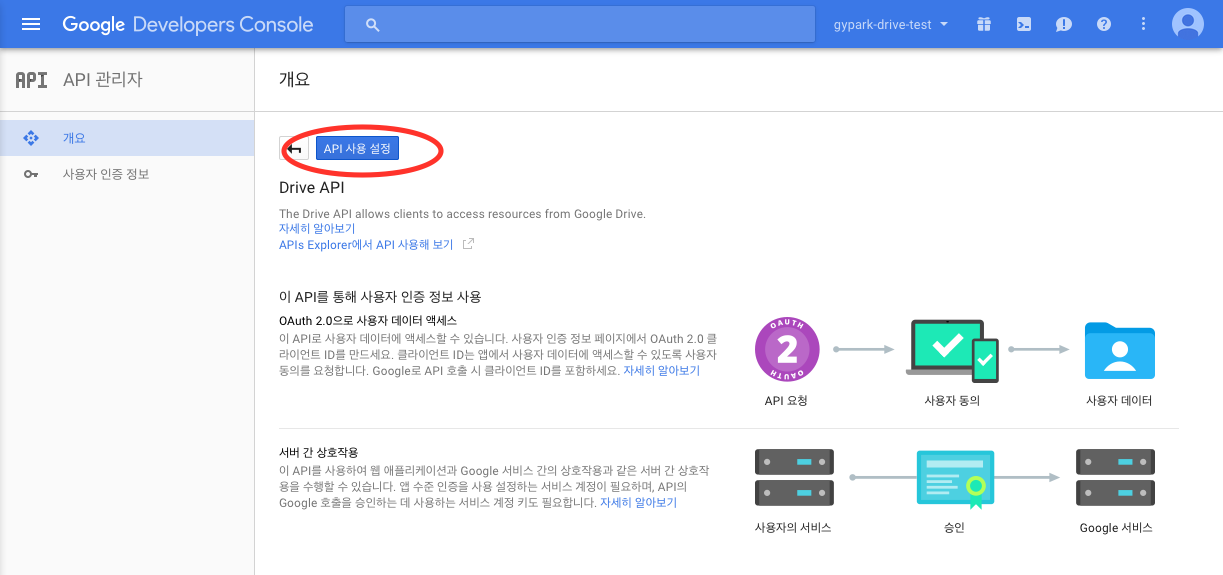 Google Developers Console
gypark-drive-test
API API 관리자
개요
개요
사용자 인증 정보
API 사용 설정
Drive API
The Drive API allows clients to access resources from Google Drive.
자세히 알아보기
APIs Explorer에서 API 사용해 보기
이 API를 통해 사용자 인증 정보 사용
OAuth 2.0으로 사용자 데이터 액세스
이 API로 사용자 데이터에 액세스할 수 있습니다. 사용자 인증 정보 페이지에서 OAuth 2.0 클
라이언트 ID를 만드세요. 클라이언트 ID는 앱에서 사용자 데이터에 액세스할 수 있도록 사용자
동의를 요청합니다. Google로 API 호출 시 클라이언트 ID를 포함하세요. 자세히 알아보기
OAUTH
2
OAUTH
API 요청
사용자 동의
사용자 데이터
서버 간 상호작용
이 API를 사용하여 웹 애플리케이션과 Google 서비스 간의 상호작용과 같은 서버 간 상호작
용을 수행할 수 있습니다. 앱 수준 인증을 사용 설정하는 서비스 계정이 필요하며, API의
Google 호출을 승인하는 데 사용하는 서비스 계정 키도 필요합니다. 자세히 알아보기
사용자의 서비스
승인
Google 서비스